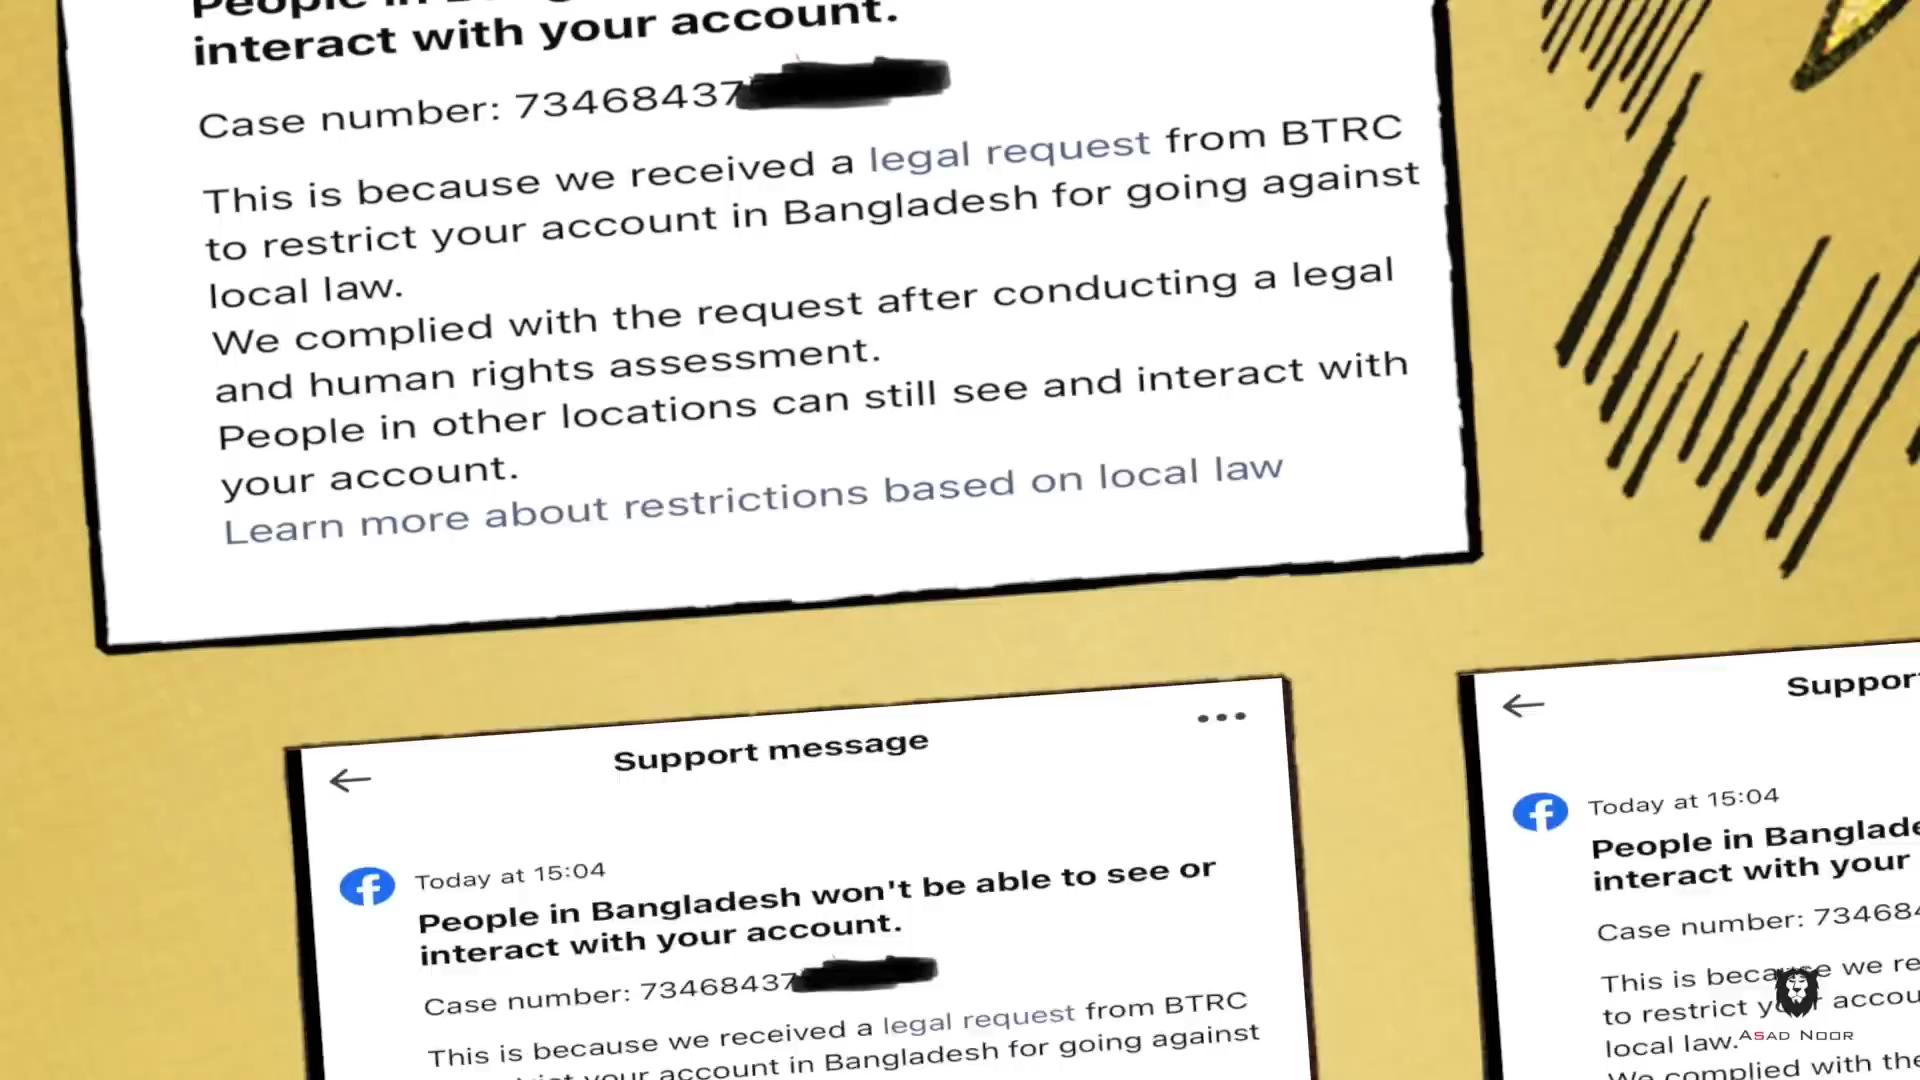 interact with your account.
Case number: 73468437
This is because we received a legal request from BTRC
to restrict your account in Bangladesh for going against
local law.
We complied with the request after conducting a legal
and human rights assessment.
People in other locations can still see and interact with
your account.
Learn more about restrictions based on local law
Support message
Today at 15:04
People in Bangladesh won't be able to see or
interact with your account.
Case number: 73468437
This is because we received a legal request from BTRC
your account in Bangladesh for going against
Today at 15:04
People in
interact with your
Case number: 73468
This is because we
to restrict your
local law.
We complied with the
ASAD NOOR